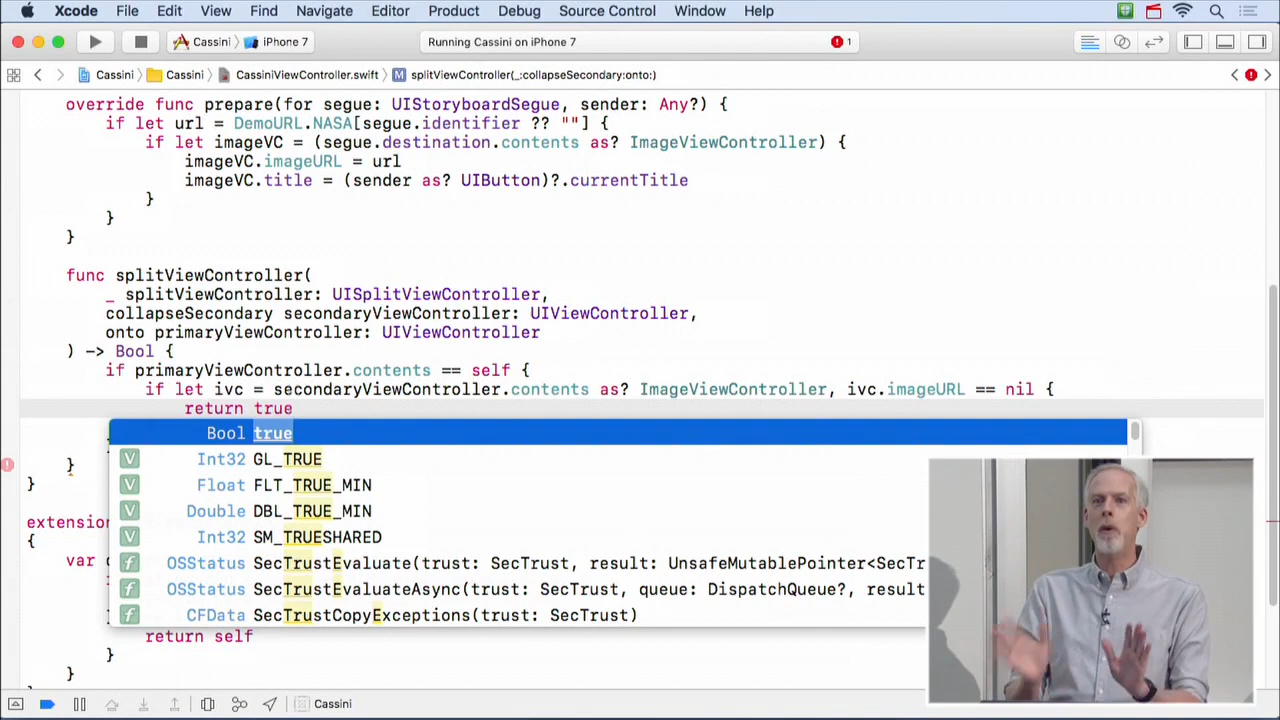 Xcode File Edit View Find Navigate Editor Product Debug Source Control Window Help
Cassini iPhone 7 Running Cassini on iPhone 7 1
Cassini Cassini CassiniViewController.swift M splitViewController(_:collapseSecondary:onto:)
override func prepare(for segue: UIStoryboardSegue, sender: Any?) {
if let url = DemoURL.NASA[segue.identifier ?? ""] {
if let imageVC = (segue.destination.contents as? ImageViewController) {
imageVC.imageURL = url
imageVC.title = (sender as? UIButton)?.currentTitle
}
}
}
func splitViewController(
_ splitViewController: UISplitViewController,
collapseSecondary secondaryViewController: UIViewController,
onto primaryViewController: UIViewController
) -> Bool {
if primaryViewController.contents == self {
if let ivc = secondaryViewController.contents as? ImageViewController, ivc.imageURL == nil {
return true
Bool true
V Int32 GL_TRUE
V Float FLT_TRUE_MIN
}
V Double DBL_TRUE_MIN
}
V Int32 SM_TRUESHARED
extension
{
f OSStatus SecTrustEvaluate(trust: SecTrust, result: UnsafeMutablePointer<SecTr
var
f OSStatus SecTrustEvaluateAsync(trust: SecTrust, queue: DispatchQueue?, result
f CFData SecTrustCopyExceptions(trust: SecTrust)
return self
}
}
Cassini